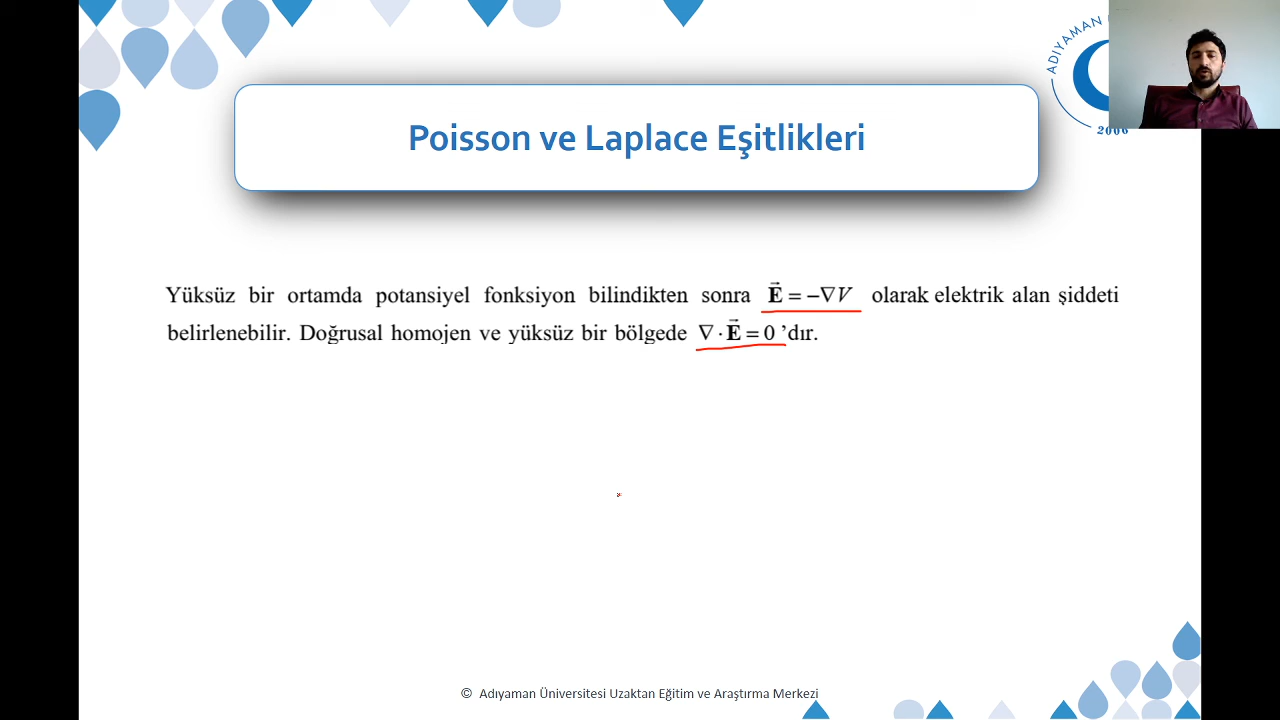 ADIYAMAN
2006
Poisson ve Laplace Eşitlikleri
Yüksüz bir ortamda potansiyel fonksiyon bilindikten sonra E⃗ = −∇V olarak elektrik alan şiddeti
belirlenebilir. Doğrusal homojen ve yüksüz bir bölgede ∇ · E⃗ = 0 ’dır.
© Adıyaman Üniversitesi Uzaktan Eğitim ve Araştırma Merkezi